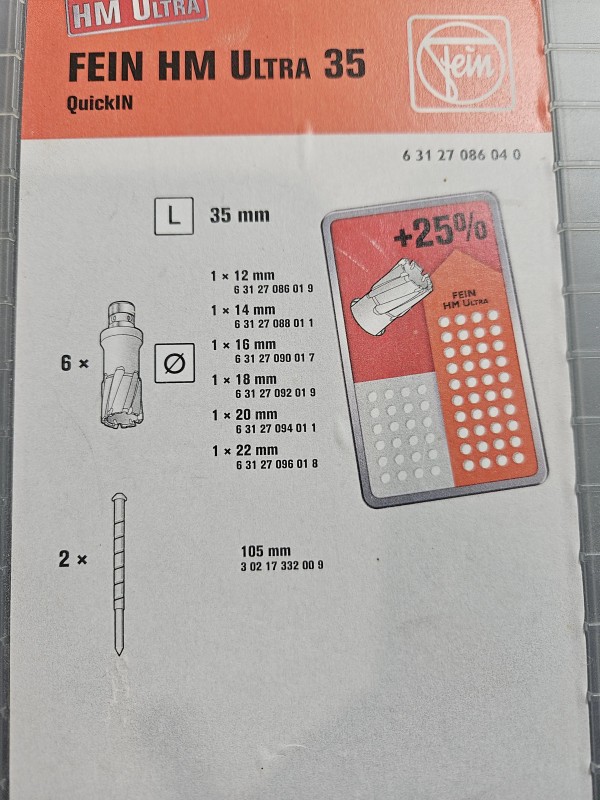 HM ULTRA
FEIN HM ULTRA 35
QuickIN
Fein
6 31 27 086 04 0
L 35 mm
+25%
FEIN
HM ULTRA
6 ×
Ø
1 × 12 mm
6 31 27 086 01 9
1 × 14 mm
6 31 27 088 01 1
1 × 16 mm
6 31 27 090 01 7
1 × 18 mm
6 31 27 092 01 9
1 × 20 mm
6 31 27 094 01 1
1 × 22 mm
6 31 27 096 01 8
2 ×
105 mm
3 02 17 332 00 9